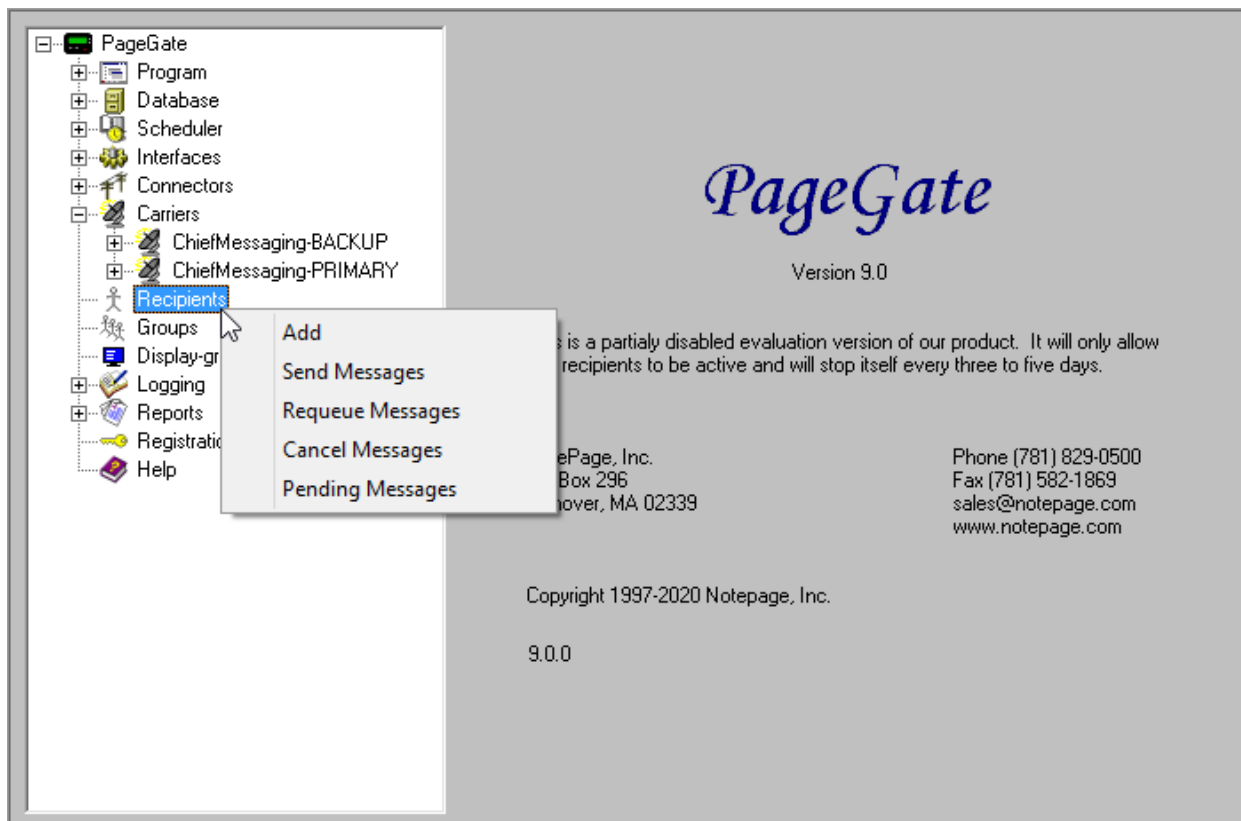 PageGate
Program
Database
Scheduler
Interfaces
Connectors
Carriers
ChiefMessaging-BACKUP
ChiefMessaging-PRIMARY
Recipients
Groups
Display-gr
Logging
Reports
Registratio
Help
Add
Send Messages
Requeue Messages
Cancel Messages
Pending Messages
PageGate
Version 9.0
is a partialy disabled evaluation version of our product. It will only allow
recipients to be active and will stop itself every three to five days.
ePage, Inc.
Box 296
nover, MA 02339
Phone (781) 829-0500
Fax (781) 582-1869
sales@notepage.com
www.notepage.com
Copyright 1997-2020 Notepage, Inc.
9.0.0